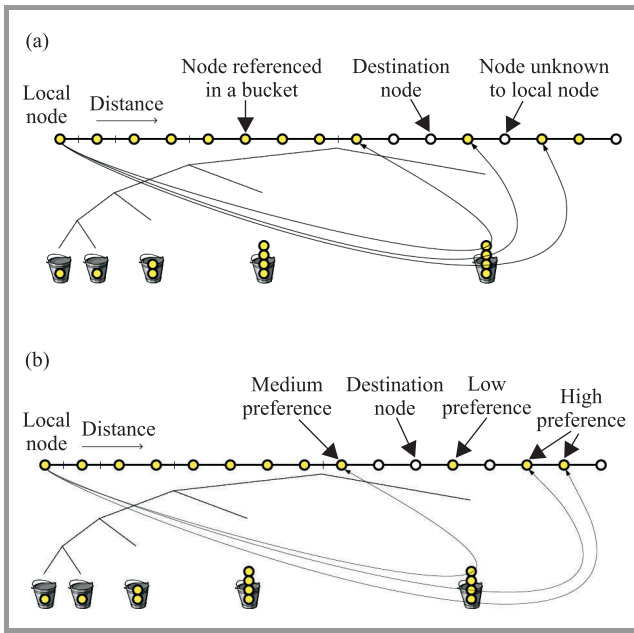 (a)
Node referenced
in a bucket
Destination
node
Node unknown
to local node
Local
node
Distance
(b)
Medium
preference
Destination
node
Low
preference
High
preference
Local
node
Distance